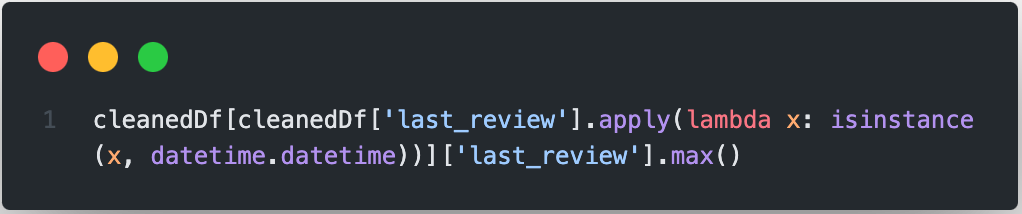 1 cleanedDf[cleanedDf['last_review'].apply(lambda x: isinstance
(x, datetime.datetime))]['last_review'].max()